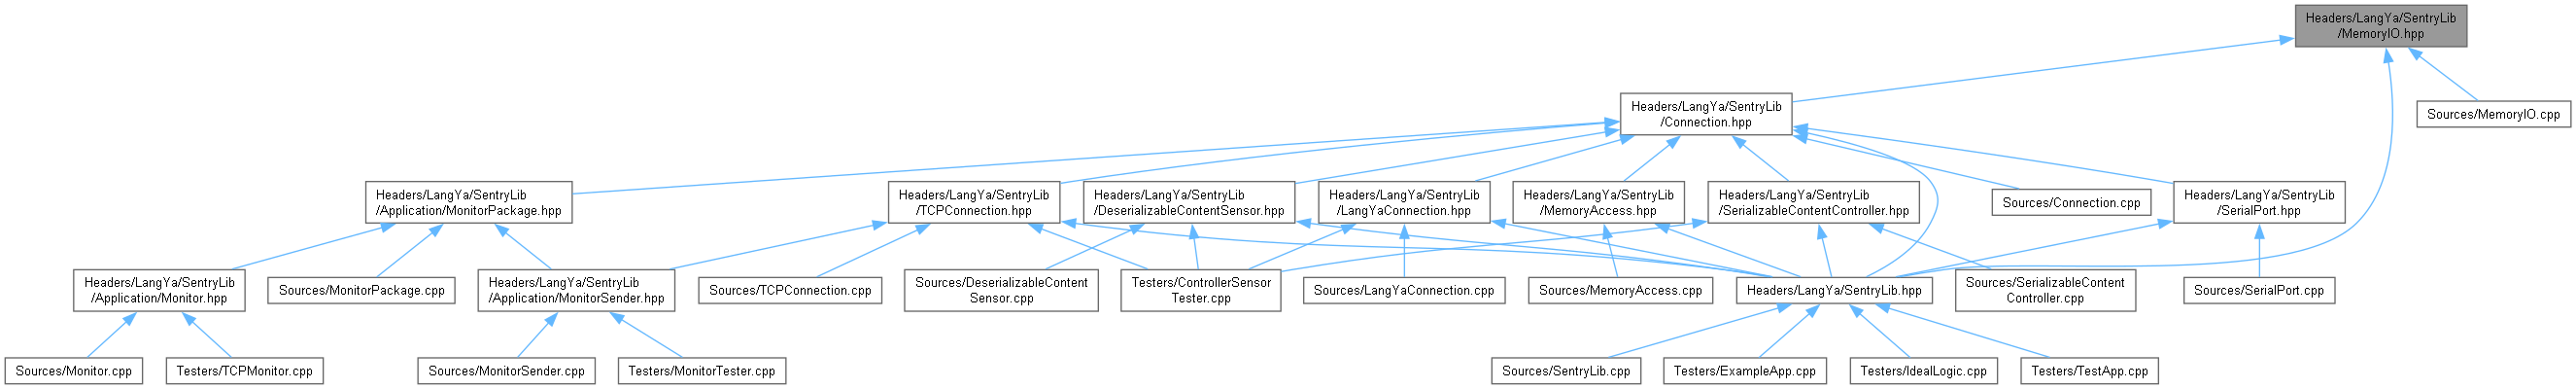 Headers/LangYa/SentryLib
/MemoryIO.hpp
Headers/LangYa/SentryLib
/Connection.hpp
Sources/MemoryIO.cpp
Headers/LangYa/SentryLib
/Application/MonitorPackage.hpp
Headers/LangYa/SentryLib
/TCPConnection.hpp
Headers/LangYa/SentryLib
/DeserializableContentSensor.hpp
Headers/LangYa/SentryLib
/LangYaConnection.hpp
Headers/LangYa/SentryLib
/MemoryAccess.hpp
Headers/LangYa/SentryLib
/SerializableContentController.hpp
Sources/Connection.cpp
Headers/LangYa/SentryLib
/SerialPort.hpp
Headers/LangYa/SentryLib
/Application/Monitor.hpp
Sources/MonitorPackage.cpp
Headers/LangYa/SentryLib
/Application/MonitorSender.hpp
Sources/TCPConnection.cpp
Sources/DeserializableContent
Sensor.cpp
Testers/ControllerSensor
Tester.cpp
Sources/LangYaConnection.cpp
Sources/MemoryAccess.cpp
Headers/LangYa/SentryLib.hpp
Sources/SerializableContent
Controller.cpp
Sources/SerialPort.cpp
Sources/Monitor.cpp
Testers/TCPMonitor.cpp
Sources/MonitorSender.cpp
Testers/MonitorTester.cpp
Sources/SentryLib.cpp
Testers/ExampleApp.cpp
Testers/IdealLogic.cpp
Testers/TestApp.cpp